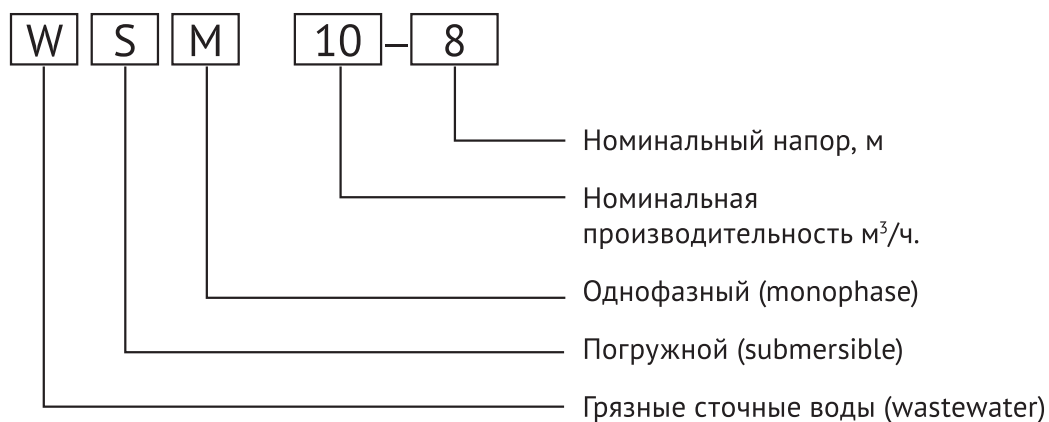 W S M 10 – 8
Номинальный напор, м
Номинальная
производительность м³/ч.
Однофазный (monophase)
Погружной (submersible)
Грязные сточные воды (wastewater)